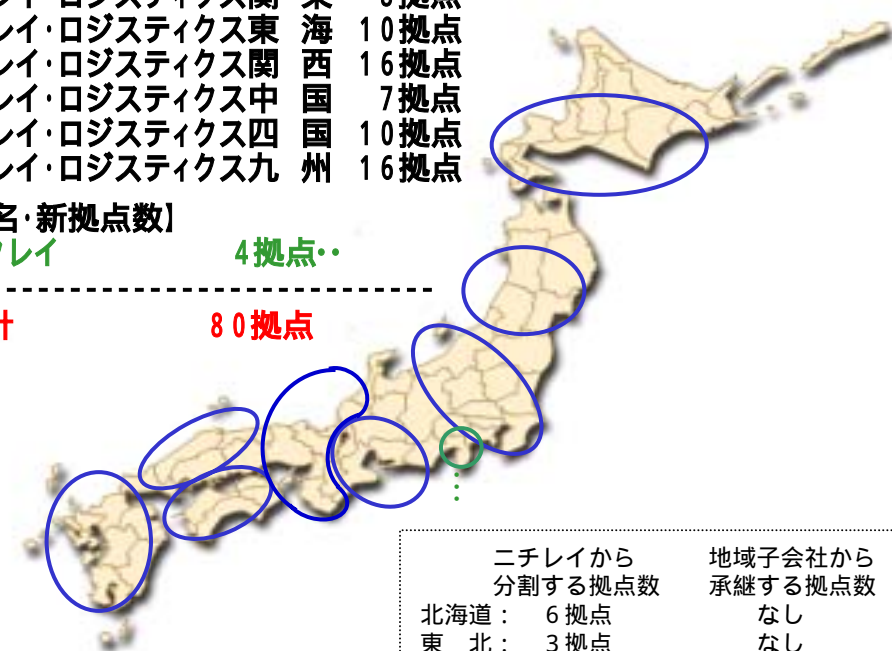 レイ･ロジスティクス東 海 10拠点
レイ･ロジスティクス関 西 16拠点
レイ･ロジスティクス中 国 7拠点
レイ･ロジスティクス四 国 10拠点
レイ･ロジスティクス九 州 16拠点
名･新拠点数】
レイ 4拠点･･
計 80拠点
ニチレイから 地域子会社から
分割する拠点数 承継する拠点数
北海道： 6拠点 なし
東 北： 3拠点 なし